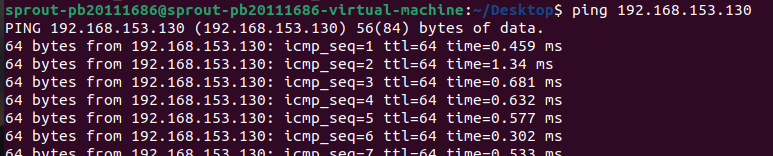 sprout-pb20111686@sprout-pb20111686-virtual-machine:~/Desktop$ ping 192.168.153.130
PING 192.168.153.130 (192.168.153.130) 56(84) bytes of data.
64 bytes from 192.168.153.130: icmp_seq=1 ttl=64 time=0.459 ms
64 bytes from 192.168.153.130: icmp_seq=2 ttl=64 time=1.34 ms
64 bytes from 192.168.153.130: icmp_seq=3 ttl=64 time=0.681 ms
64 bytes from 192.168.153.130: icmp_seq=4 ttl=64 time=0.632 ms
64 bytes from 192.168.153.130: icmp_seq=5 ttl=64 time=0.577 ms
64 bytes from 192.168.153.130: icmp_seq=6 ttl=64 time=0.302 ms
64 bytes from 192.168.153.130: icmp_seq=7 ttl=64 time=0.533 ms